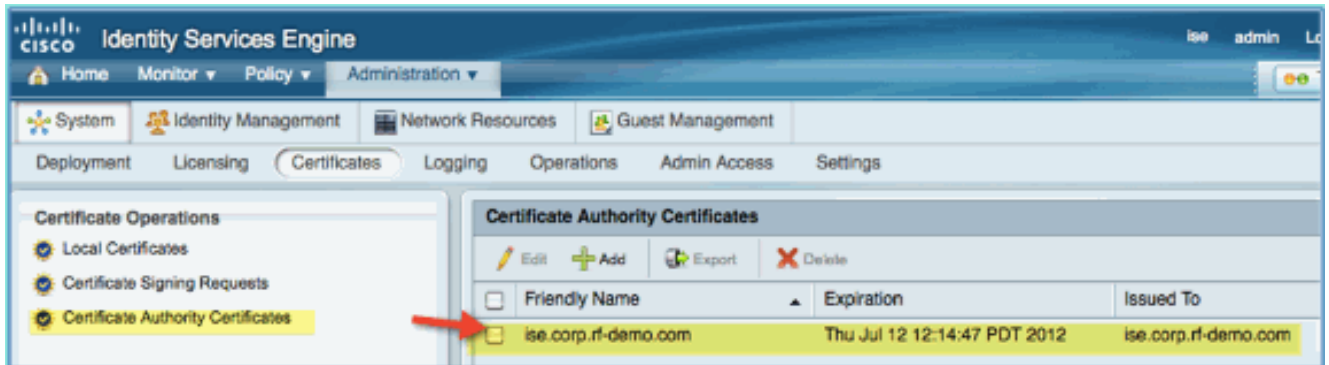 CISCO Identity Services Engine ise admin
Home Monitor Policy Administration
System Identity Management Network Resources Guest Management
Deployment Licensing Certificates Logging Operations Admin Access Settings
Certificate Operations
Local Certificates
Certificate Signing Requests
Certificate Authority Certificates
Certificate Authority Certificates
Edit Add Export Delete
Friendly Name Expiration Issued To
ise.corp.rf-demo.com Thu Jul 12 12:14:47 PDT 2012 ise.corp.rf-demo.com